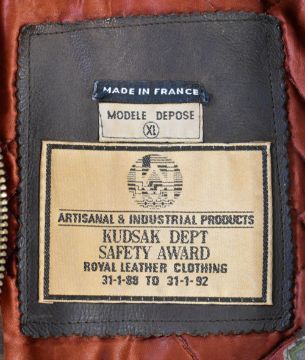 MADE IN FRANCE
MODELE DEPOSE
XL
ARTISANAL & INDUSTRIAL PRODUCTS
KUDSAK DEPT
SAFETY AWARD
ROYAL LEATHER CLOTHING
31-1-88 TO 31-1-92